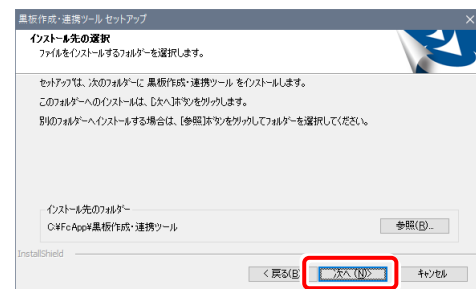 黒板作成・連携ツール セットアップ
インストール先の選択
ファイルをインストールするフォルダーを選択します。
セットアップは、次のフォルダーに 黒板作成・連携ツール をインストールします。
このフォルダーへのインストールは、[次へ]ボタンをクリックします。
別のフォルダーへインストールする場合は、[参照]ボタンをクリックしてフォルダーを選択してください。
インストール先のフォルダー
C:¥FcApp¥黒板作成・連携ツール
参照(R)...
InstallShield
< 戻る(B)
次へ(N)>
キャンセル